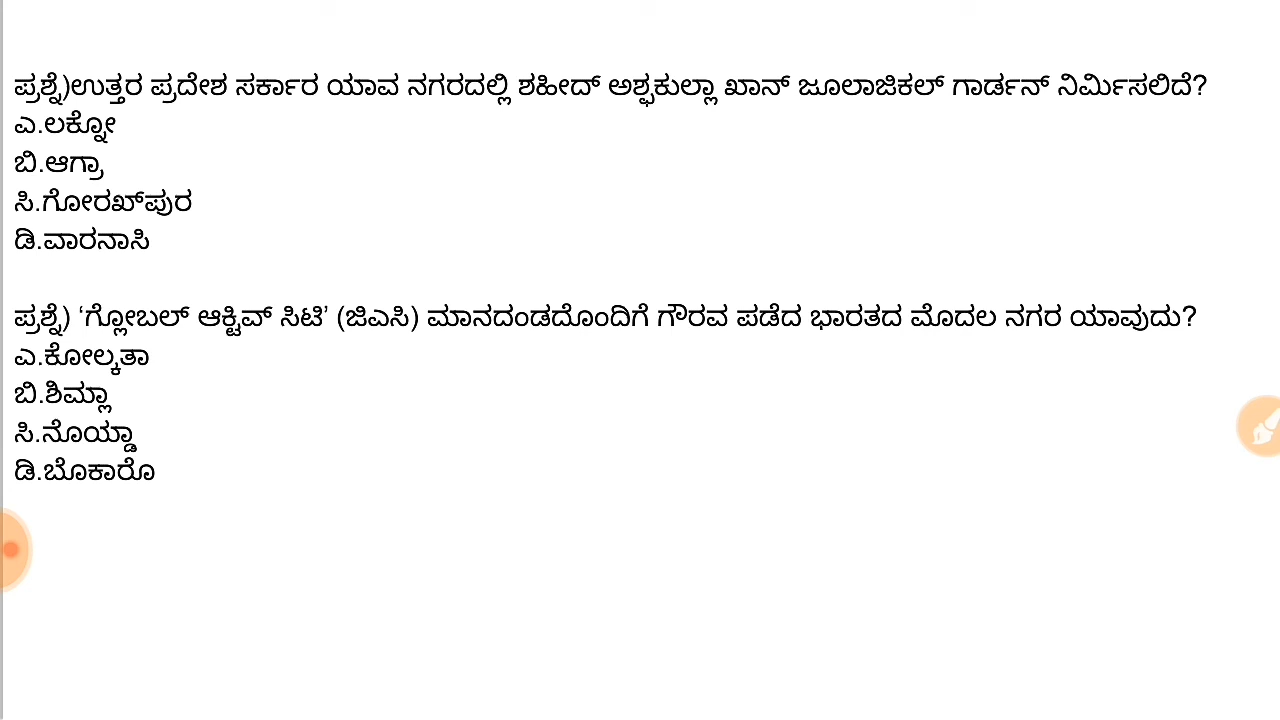 ಪ್ರಶ್ನೆ)ಉತ್ತರ ಪ್ರದೇಶ ಸರ್ಕಾರ ಯಾವ ನಗರದಲ್ಲಿ ಶಹೀದ್ ಅಶ್ಫಕುಲ್ಲಾ ಖಾನ್ ಜೂಲಾಜಿಕಲ್ ಗಾರ್ಡನ್ ನಿರ್ಮಿಸಲಿದೆ?
ಎ.ಲಕ್ನೋ
ಬಿ.ಆಗ್ರಾ
ಸಿ.ಗೋರಖ್‌ಪುರ
ಡಿ.ವಾರನಾಸಿ
ಪ್ರಶ್ನೆ) ‘ಗ್ಲೋಬಲ್ ಆಕ್ಟಿವ್ ಸಿಟಿ’ (ಜಿಎಸಿ) ಮಾನದಂಡದೊಂದಿಗೆ ಗೌರವ ಪಡೆದ ಭಾರತದ ಮೊದಲ ನಗರ ಯಾವುದು?
ಎ.ಕೋಲ್ಕತಾ
ಬಿ.ಶಿಮ್ಲಾ
ಸಿ.ನೊಯ್ಡಾ
ಡಿ.ಬೊಕಾರೊ